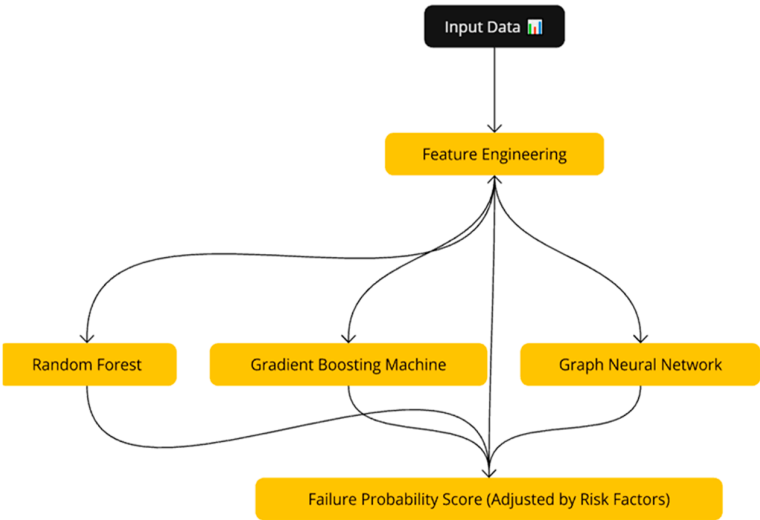 Input Data 📊
Feature Engineering
Random Forest
Gradient Boosting Machine
Graph Neural Network
Failure Probability Score (Adjusted by Risk Factors)